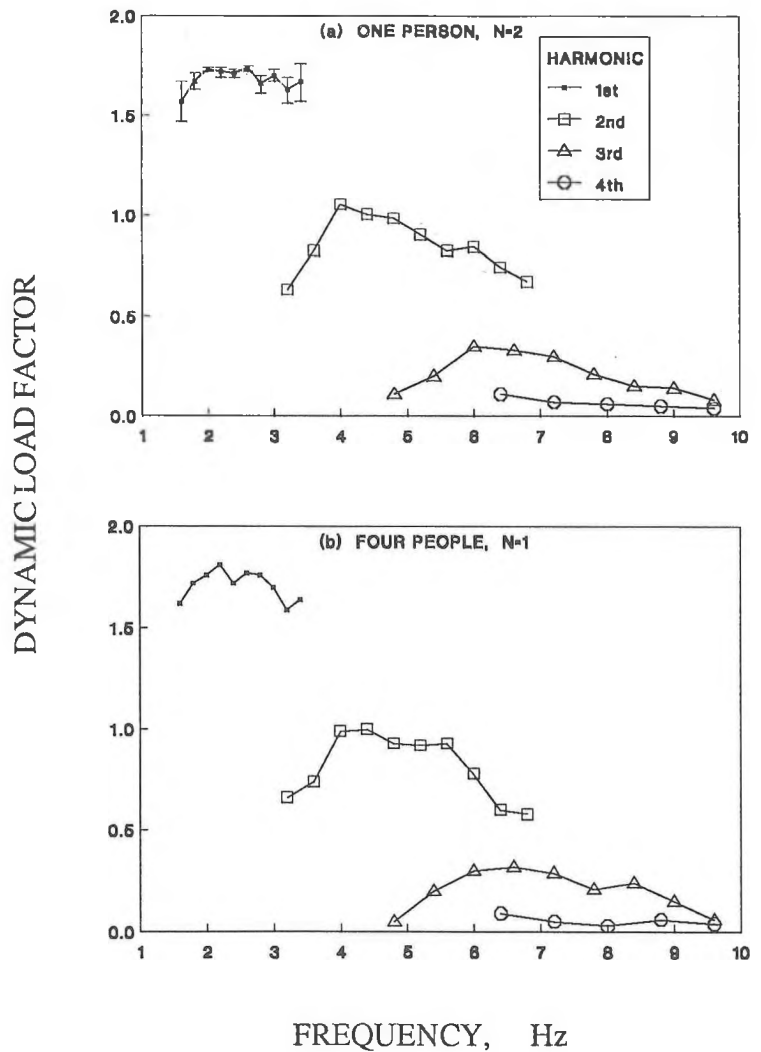 DYNAMIC LOAD FACTOR
(a) ONE PERSON, N=2
HARMONIC
1st
2nd
3rd
4th
2.0
1.5
1.0
0.5
0.0
1 2 3 4 5 6 7 8 9 10
(b) FOUR PEOPLE, N=1
2.0
1.5
1.0
0.5
0.0
1 2 3 4 5 6 7 8 9 10
FREQUENCY, Hz